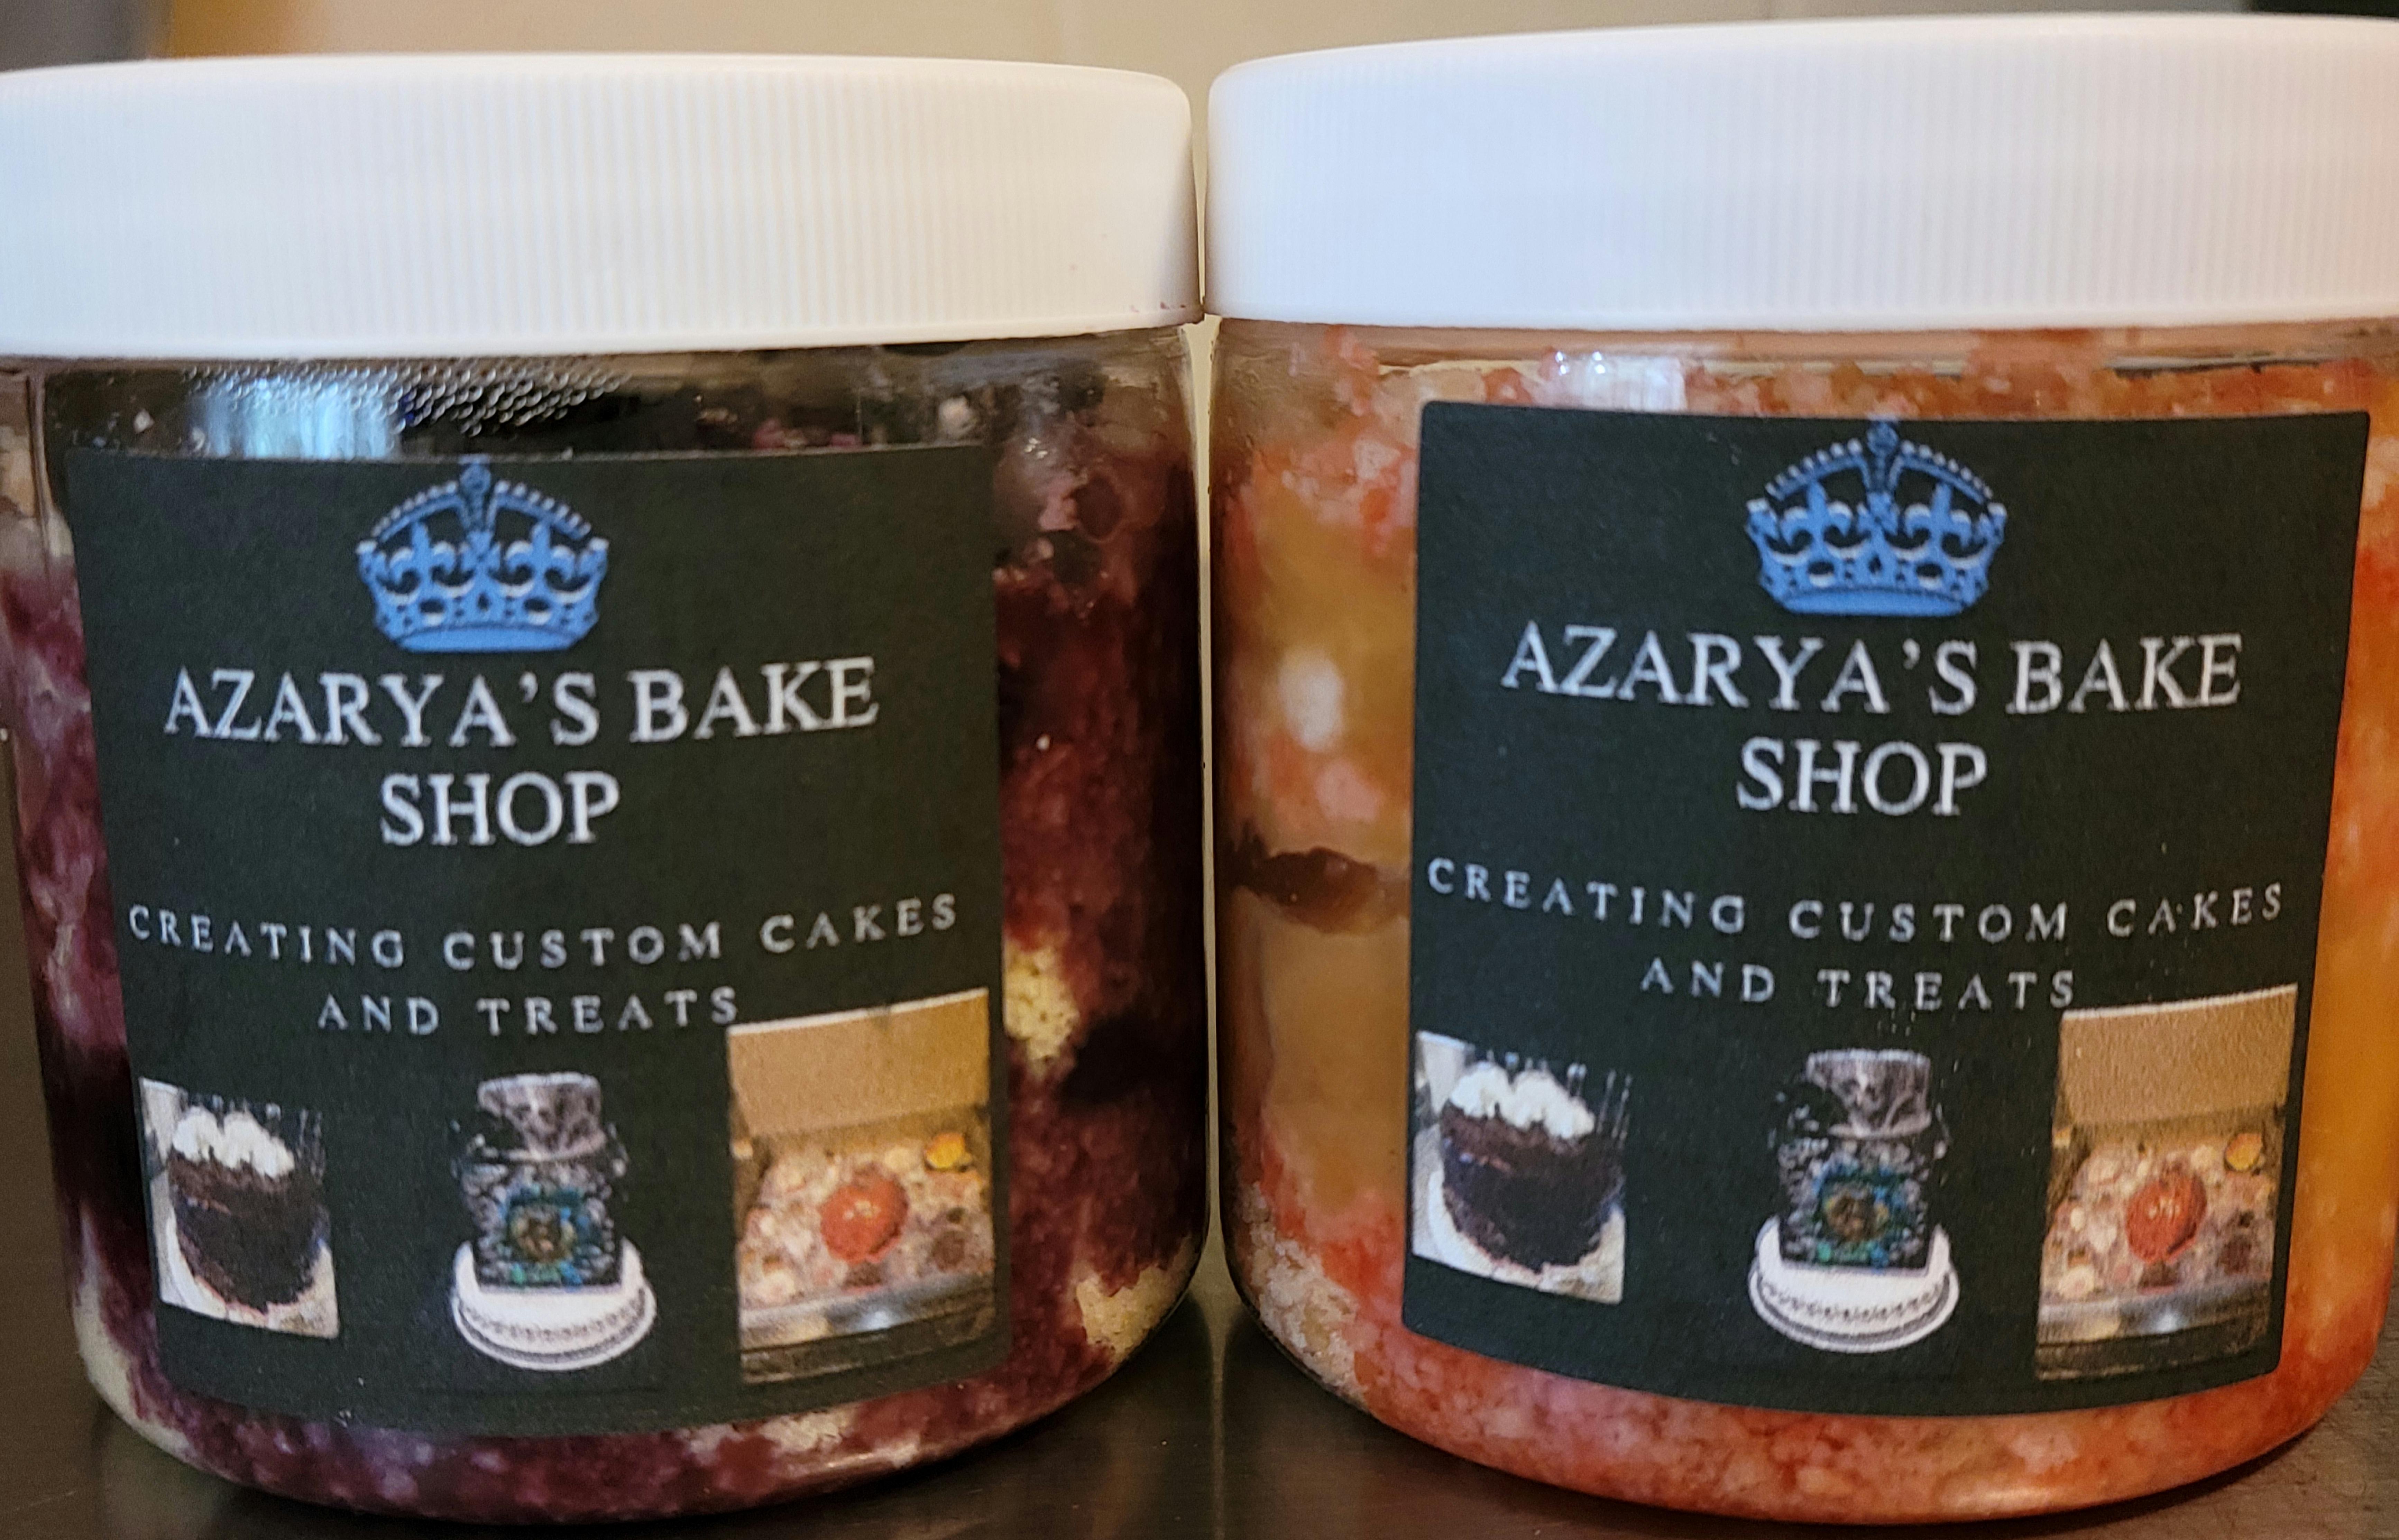 AZARYA'S BAKE
SHOP
CREATING CUSTOM CAKES
AND TREATS
AZARYA'S BAKE
SHOP
CREATING CUSTOM CAKES
AND TREATS